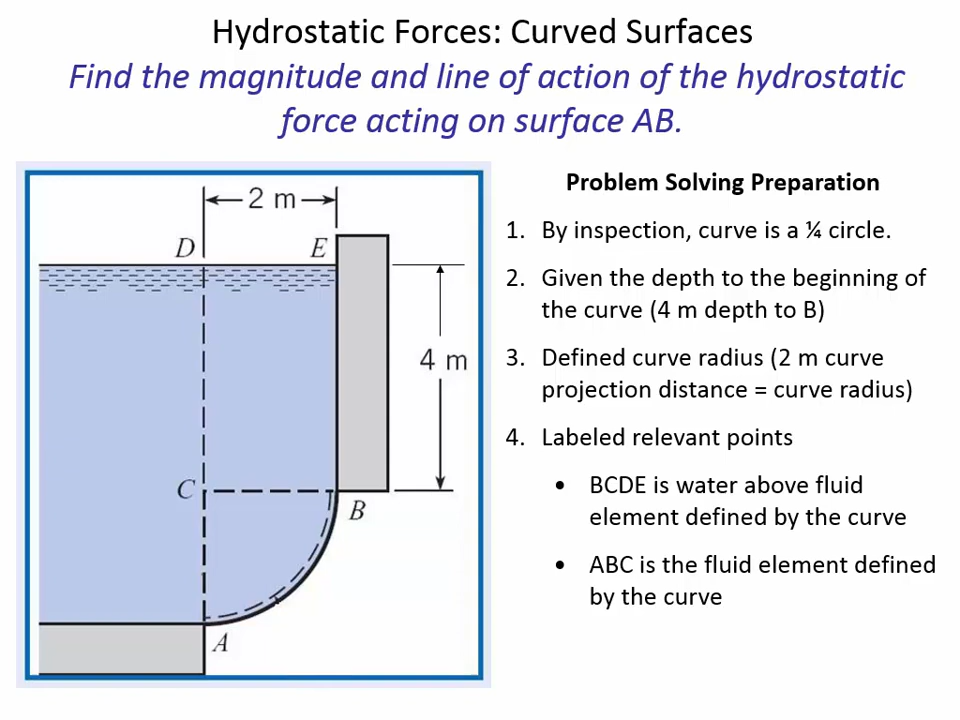 Hydrostatic Forces: Curved Surfaces
Find the magnitude and line of action of the hydrostatic
force acting on surface AB.
2 m
D
E
4 m
C
B
A
Problem Solving Preparation
1. By inspection, curve is a ¼ circle.
2. Given the depth to the beginning of
the curve (4 m depth to B)
3. Defined curve radius (2 m curve
projection distance = curve radius)
4. Labeled relevant points
• BCDE is water above fluid
element defined by the curve
• ABC is the fluid element defined
by the curve